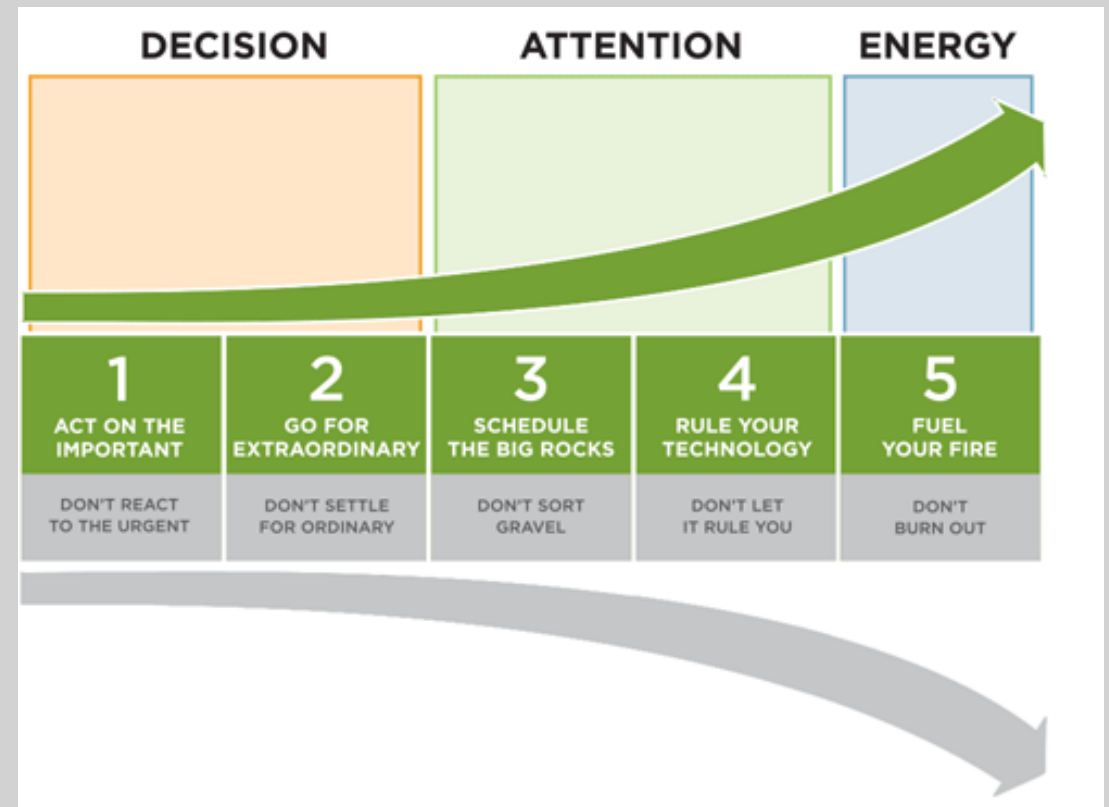 DECISION
ATTENTION
ENERGY
1
ACT ON THE
IMPORTANT
DON'T REACT
TO THE URGENT
2
GO FOR
EXTRAORDINARY
DON'T SETTLE
FOR ORDINARY
3
SCHEDULE
THE BIG ROCKS
DON'T SORT
GRAVEL
4
RULE YOUR
TECHNOLOGY
DON'T LET
IT RULE YOU
5
FUEL
YOUR FIRE
DON'T
BURN OUT